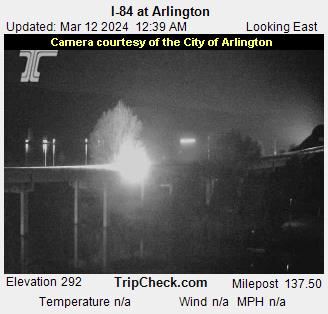 I-84 at Arlington
Updated: Mar 12 2024 12:39 AM Looking East
Camera courtesy of the City of Arlington
Elevation 292 TripCheck.com Milepost 137.50
Temperature n/a Wind n/a MPH n/a